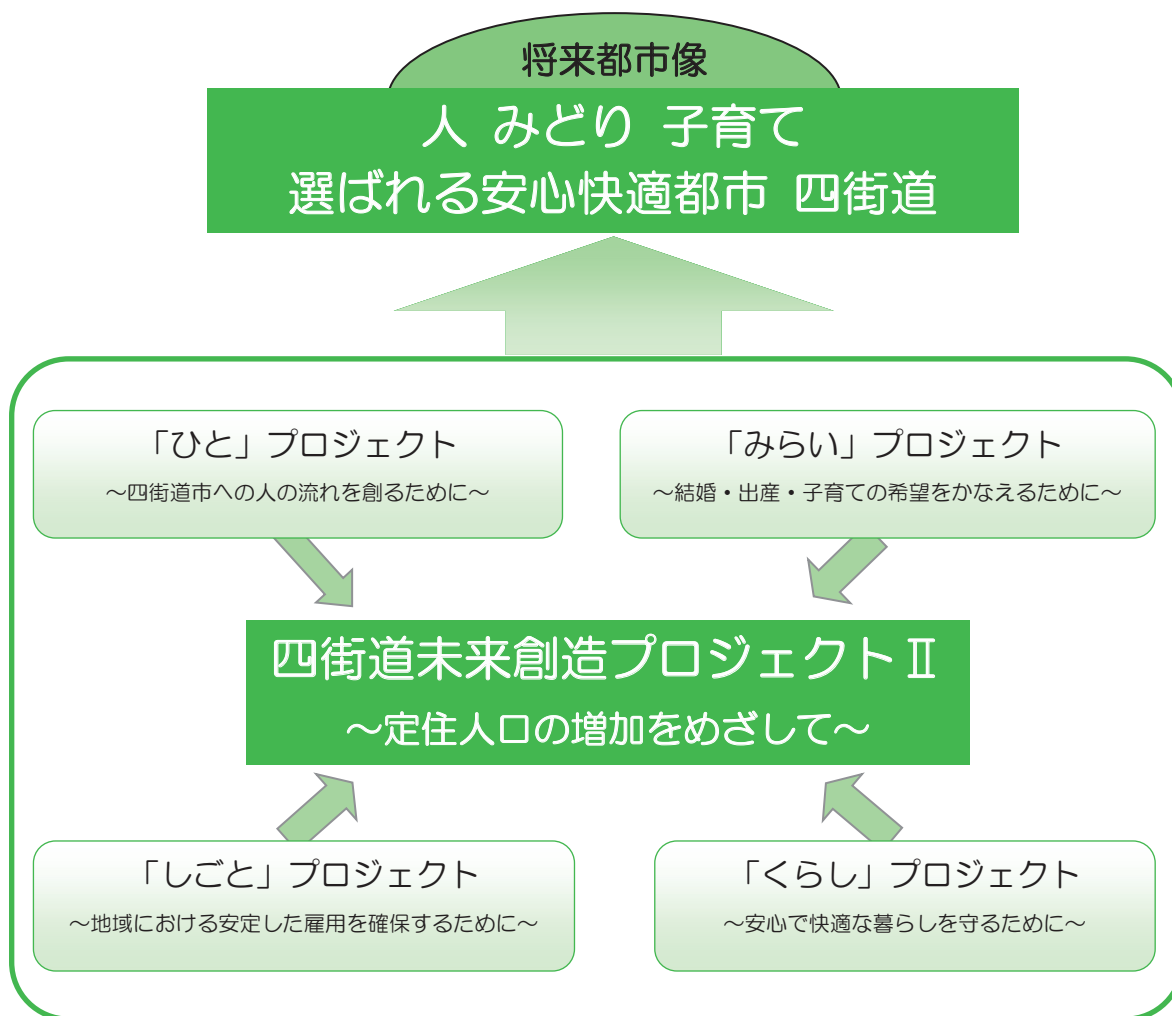 将来都市像
人 みどり 子育て
選ばれる安心快適都市 四街道
「ひと」プロジェクト
～四街道市への人の流れを創るために～
「みらい」プロジェクト
～結婚・出産・子育ての希望をかなえるために～
四街道未来創造プロジェクトⅡ
～定住人口の増加をめざして～
「しごと」プロジェクト
～地域における安定した雇用を確保するために～
「くらし」プロジェクト
～安心で快適な暮らしを守るために～